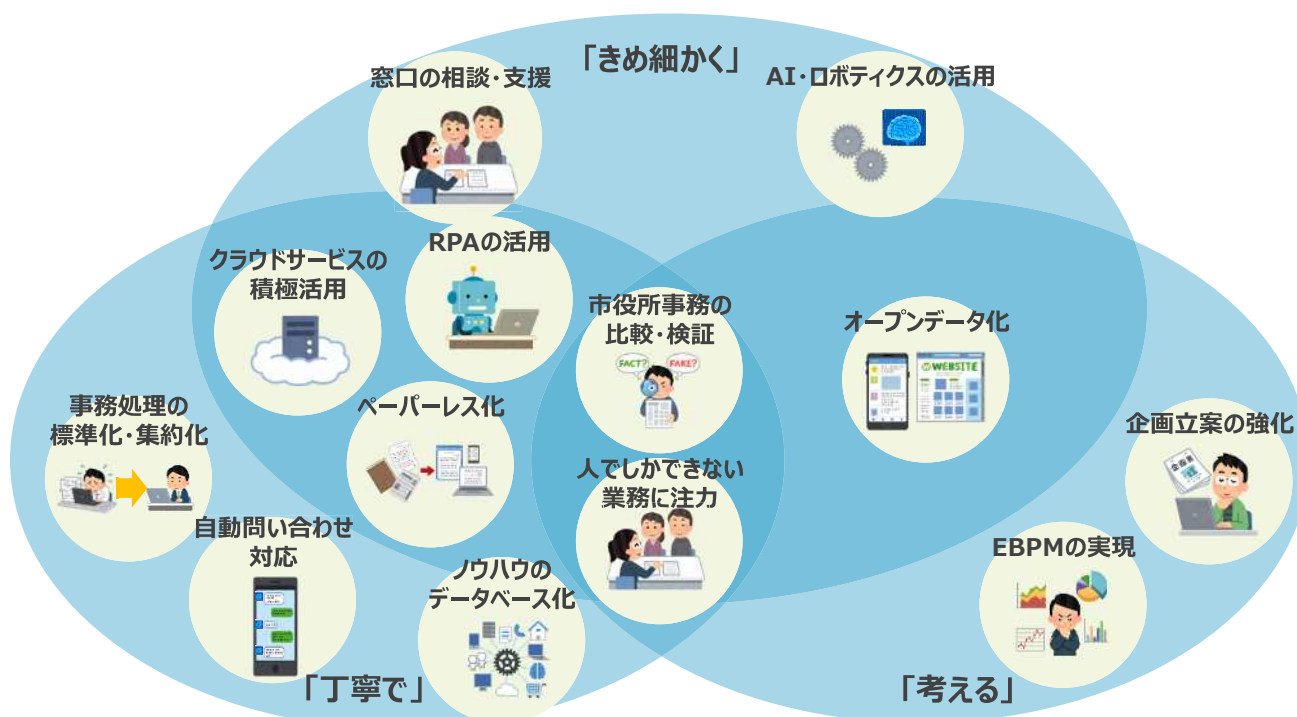 「きめ細かく」
窓口の相談・支援
AI・ロボティクスの活用
RPAの活用
クラウドサービスの
積極活用
市役所事務の
比較・検証
FACT?
FAKE?
オープンデータ化
WEBSITE
事務処理の
標準化・集約化
ペーパーレス化
企画立案の強化
企画案
人でしかできない
業務に注力
自動問い合わせ
対応
EBPMの実現
ノウハウの
データベース化
「丁寧で」
「考える」